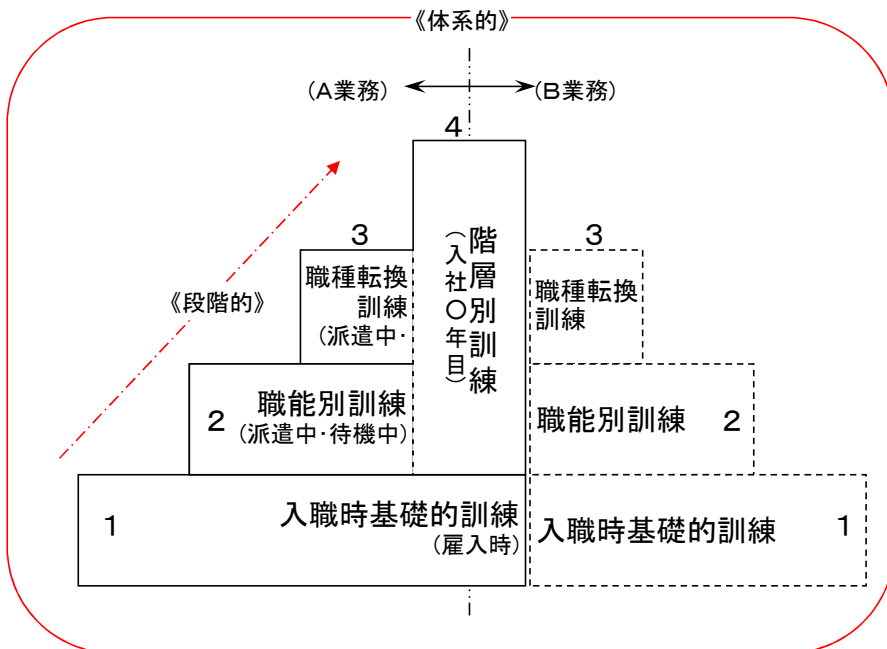 《体系的》
(A業務)
(B業務)
4
階層別訓練
(入社〇年目)
3
職種転換
訓練
(派遣中・
3
職種転換
訓練
《段階的》
2
職能別訓練
(派遣中・待機中)
職能別訓練
2
1
入職時基礎的訓練
(雇入時)
入職時基礎的訓練
1